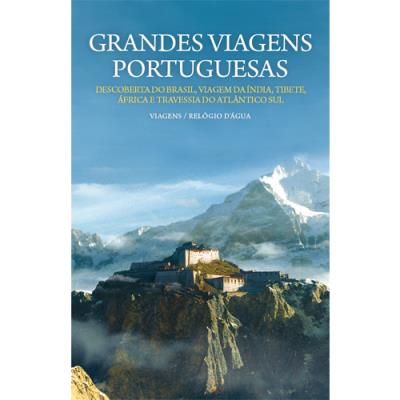 GRANDES VIAGENS
PORTUGUESAS
DESCOBERTA DO BRASIL, VIAGEM DA ÍNDIA, TIBETE,
ÁFRICA E TRAVESSIA DO ATLÂNTICO SUL
VIAGENS / RELÓGIO D'ÁGUA